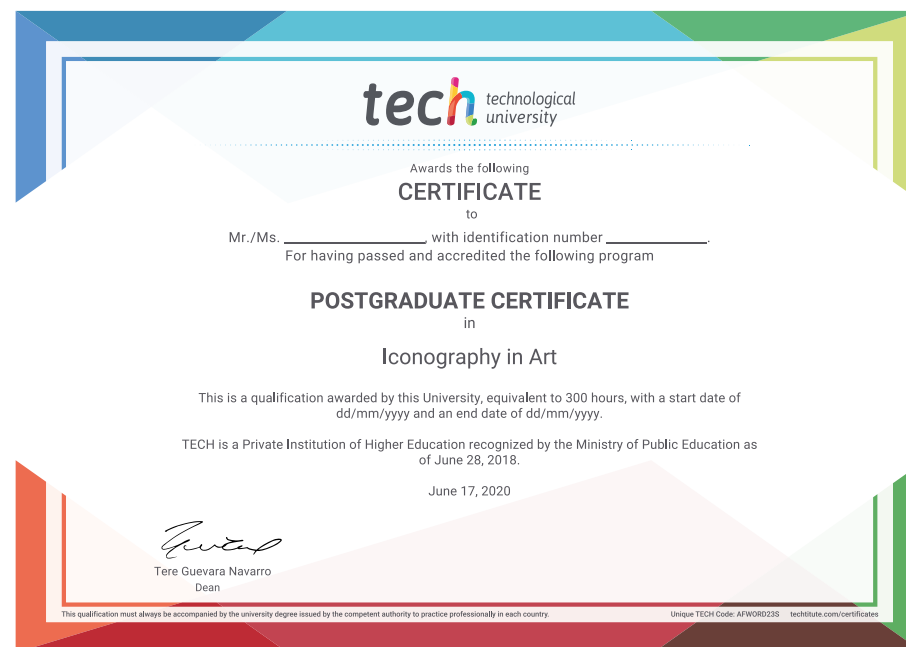 tech technological
university
Awards the following
CERTIFICATE
to
Mr./Ms. ____________________, with identification number ______________.
For having passed and accredited the following program
POSTGRADUATE CERTIFICATE
in
Iconography in Art
This is a qualification awarded by this University, equivalent to 300 hours, with a start date of
dd/mm/yyyy and an end date of dd/mm/yyyy.
TECH is a Private Institution of Higher Education recognized by the Ministry of Public Education as
of June 28, 2018.
June 17, 2020
Tere Guevara Navarro
Dean
This qualification must always be accompanied by the university degree issued by the competent authority to practice professionally in each country. Unique TECH Code: AFWORD23S techtitute.com/certificates